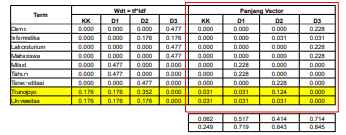 Term Wdt = tf*idf Panjang Vector
KK D1 D2 D3 KK D1 D2 D3
Demi 0.000 0.000 0.000 0.477 0.000 0.000 0.000 0.228
Informatika 0.000 0.000 0.176 0.176 0.000 0.000 0.031 0.031
Laboratorium 0.000 0.000 0.000 0.477 0.000 0.000 0.000 0.228
Mahasiswa 0.000 0.000 0.000 0.477 0.000 0.000 0.000 0.228
0.000 0.477 0.000 0.000 0.000 0.228 0.000 0.000
Tahun 0.000 0.477 0.000 0.000 0.000 0.228 0.000 0.000
0.000 0.477 0.000 0.000 0.000 0.228 0.000 0.000
Trunojoyo 0.176 0.176 0.352 0.000 0.031 0.031 0.124 0.000
Universitas 0.176 0.176 0.176 0.000 0.031 0.031 0.031 0.000
0.062 0.517 0.414 0.714
0.249 0.719 0.643 0.845